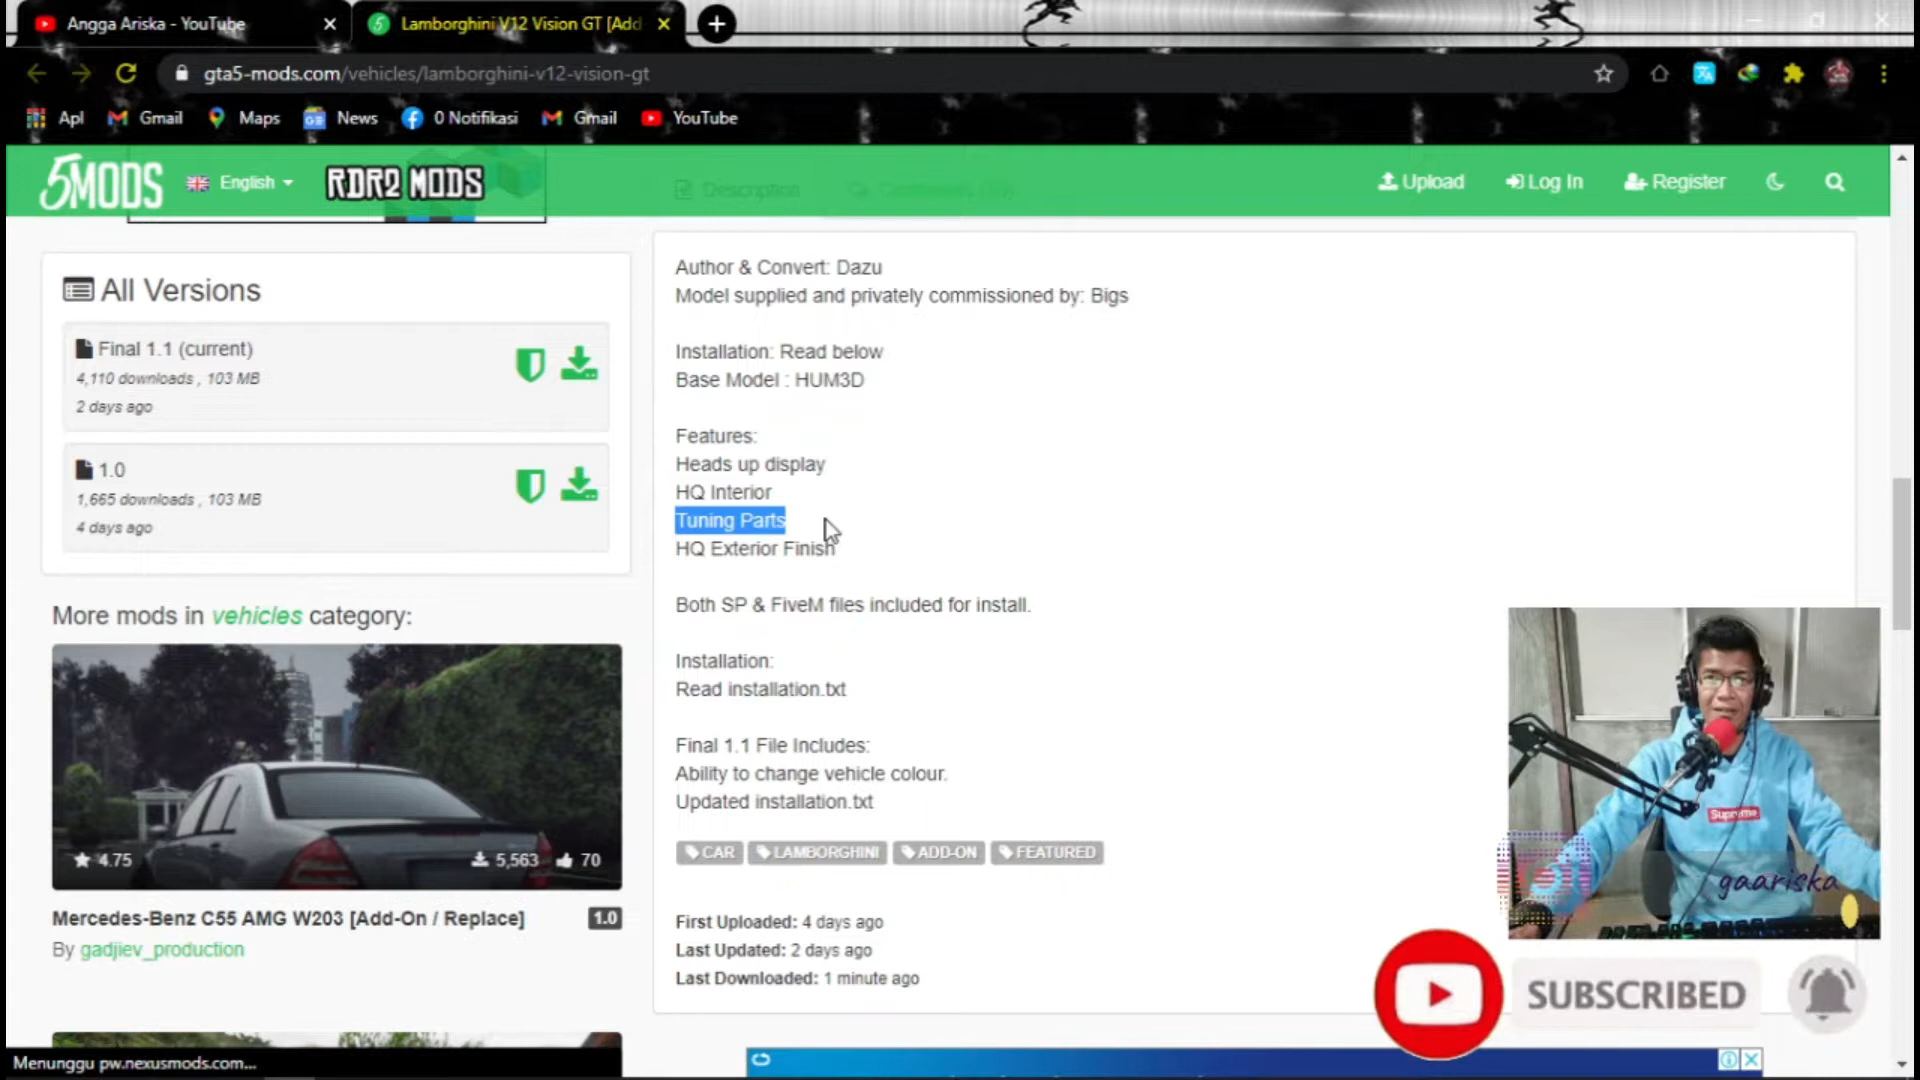 Angga Ariska - YouTube
Lamborghini V12 Vision GT [Add
gta5-mods.com/vehicles/lamborghini-v12-vision-gt
Apl
Gmail
Maps
News
0 Notifikasi
Gmail
YouTube
5MODS
English
RDR2 MODS
Description
Upload
Log In
Register
All Versions
Final 1.1 (current)
4,110 downloads , 103 MB
2 days ago
1.0
1,665 downloads , 103 MB
4 days ago
More mods in vehicles category:
4.75
5,563
70
Mercedes-Benz C55 AMG W203 [Add-On / Replace]
1.0
By gadjiev_production
Author & Convert: Dazu
Model supplied and privately commissioned by: Bigs
Installation: Read below
Base Model : HUM3D
Features:
Heads up display
HQ Interior
Tuning Parts
HQ Exterior Finish
Both SP & FiveM files included for install.
Installation:
Read installation.txt
Final 1.1 File Includes:
Ability to change vehicle colour.
Updated installation.txt
CAR
LAMBORGHINI
ADD-ON
FEATURED
First Uploaded: 4 days ago
Last Updated: 2 days ago
Last Downloaded: 1 minute ago
Supreme
gaariska
SUBSCRIBED
Menunggu pw.nexusmods.com...